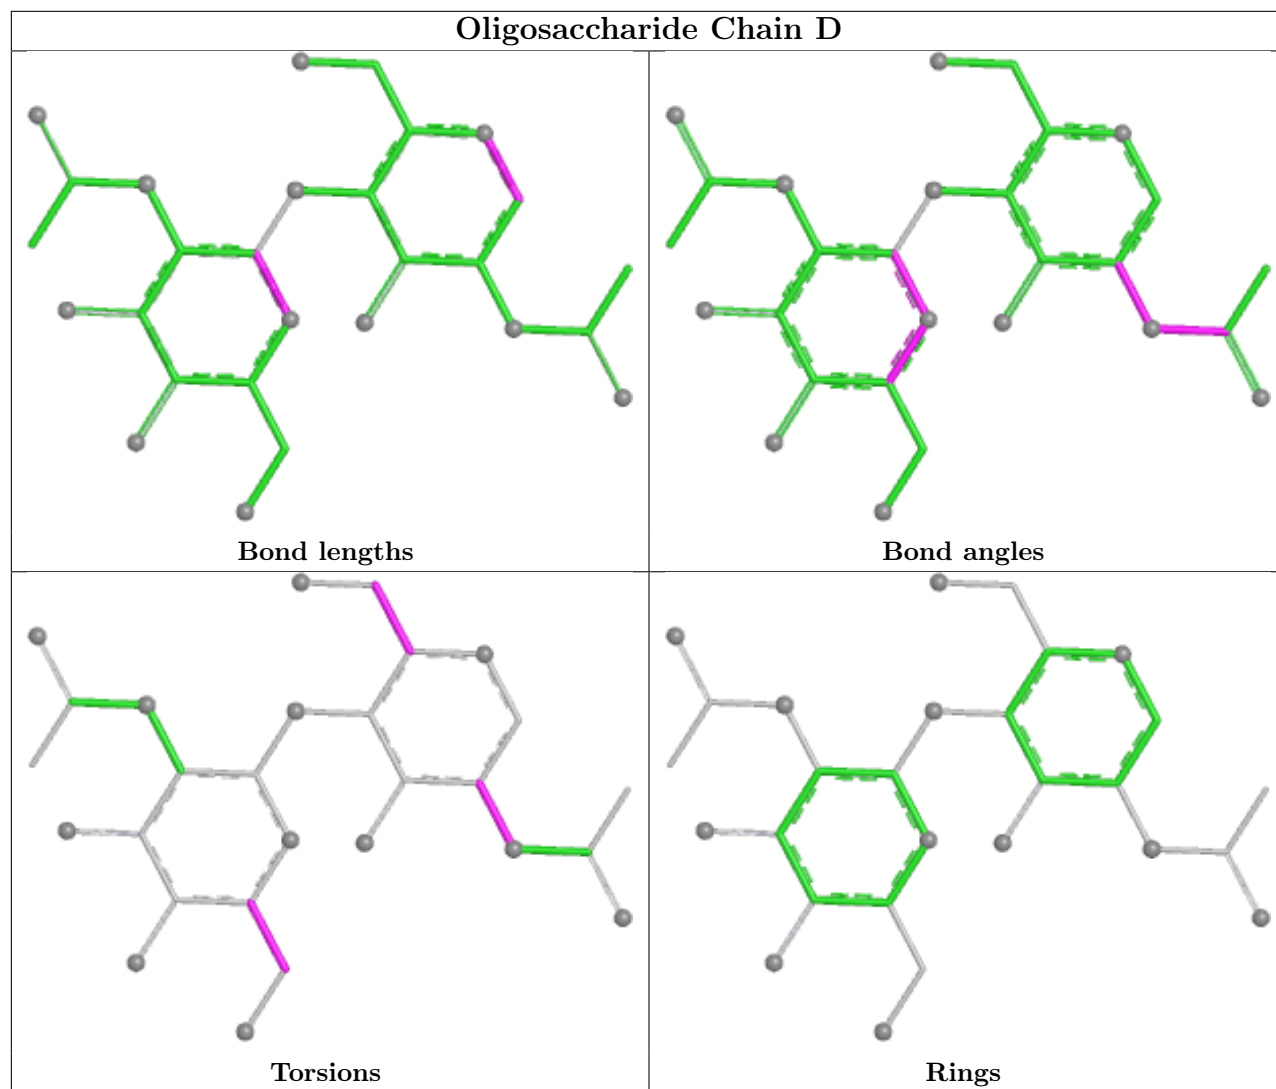 Oligosaccharide Chain D
Bond lengths
Bond angles
Torsions
Rings